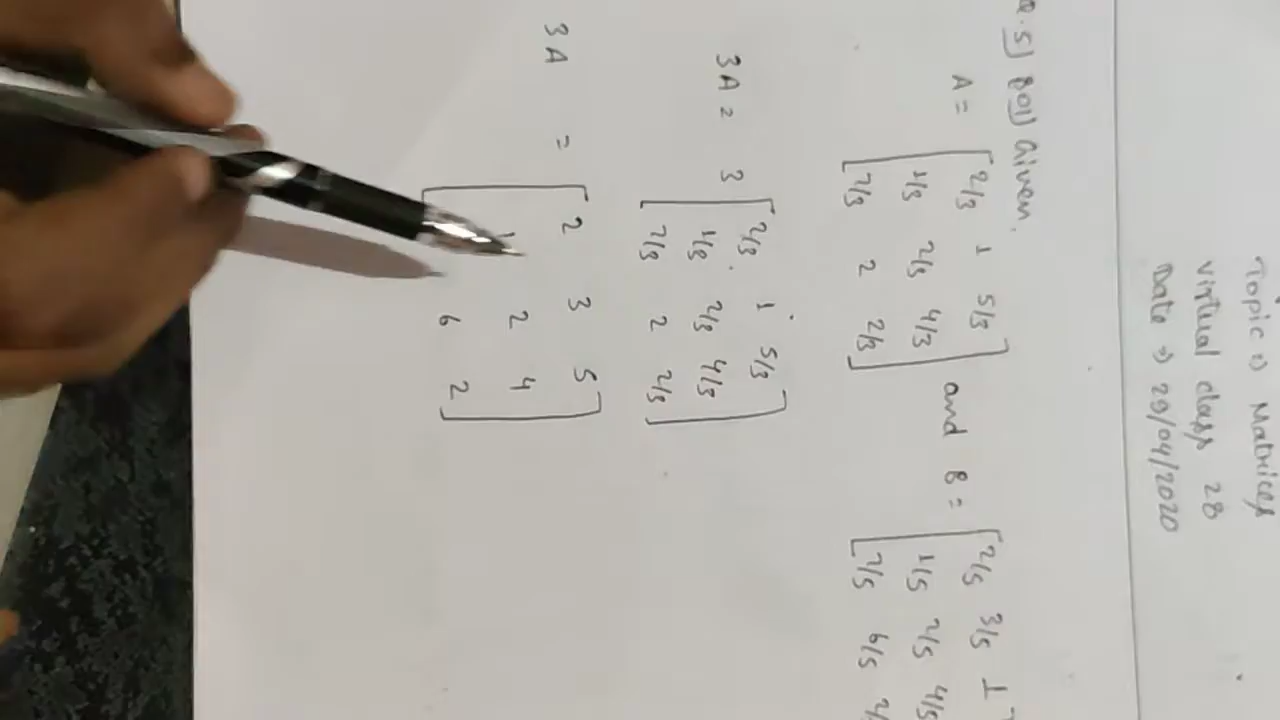 Topic ⇒ Matrices
Virtual class 28
Date ⇒ 29/04/2020
Q.5] Sol] Given.
A = [ 2/3 1 5/3
1/3 2/3 4/3
7/3 2 2/3 ] and B = [ 2/5 3/5 1
1/5 2/5 4/5
7/5 6/5
3A = 3 [ 2/3 1 5/3
1/3 2/3 4/3
7/3 2 2/3 ]
3A = [ 2 3 5
2 4
6 2 ]